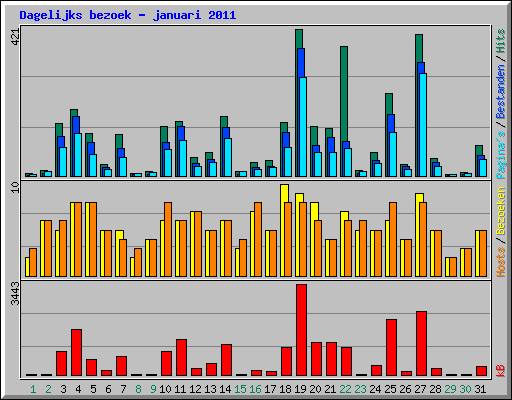 Dagelijks bezoek - januari 2011
421
10
3443
Hosts / Bezoeken Pagina's / Bestanden / Hits
kB
1 2 3 4 5 6 7 8 9 10 11 12 13 14 15 16 17 18 19 20 21 22 23 24 25 26 27 28 29 30 31